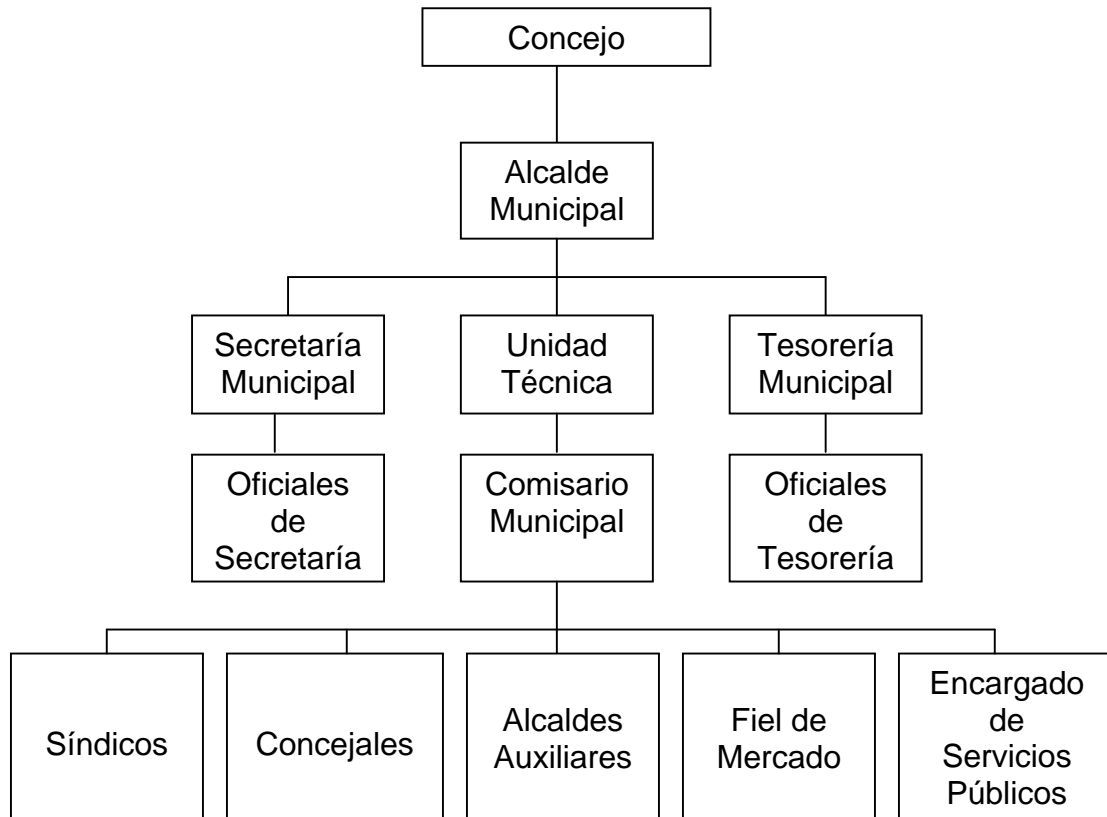 Concejo
Alcalde
Municipal
Secretaría
Municipal
Unidad
Técnica
Tesorería
Municipal
Oficiales
de
Secretaría
Comisario
Municipal
Oficiales
de
Tesorería
Síndicos
Concejales
Alcaldes
Auxiliares
Fiel de
Mercado
Encargado
de
Servicios
Públicos